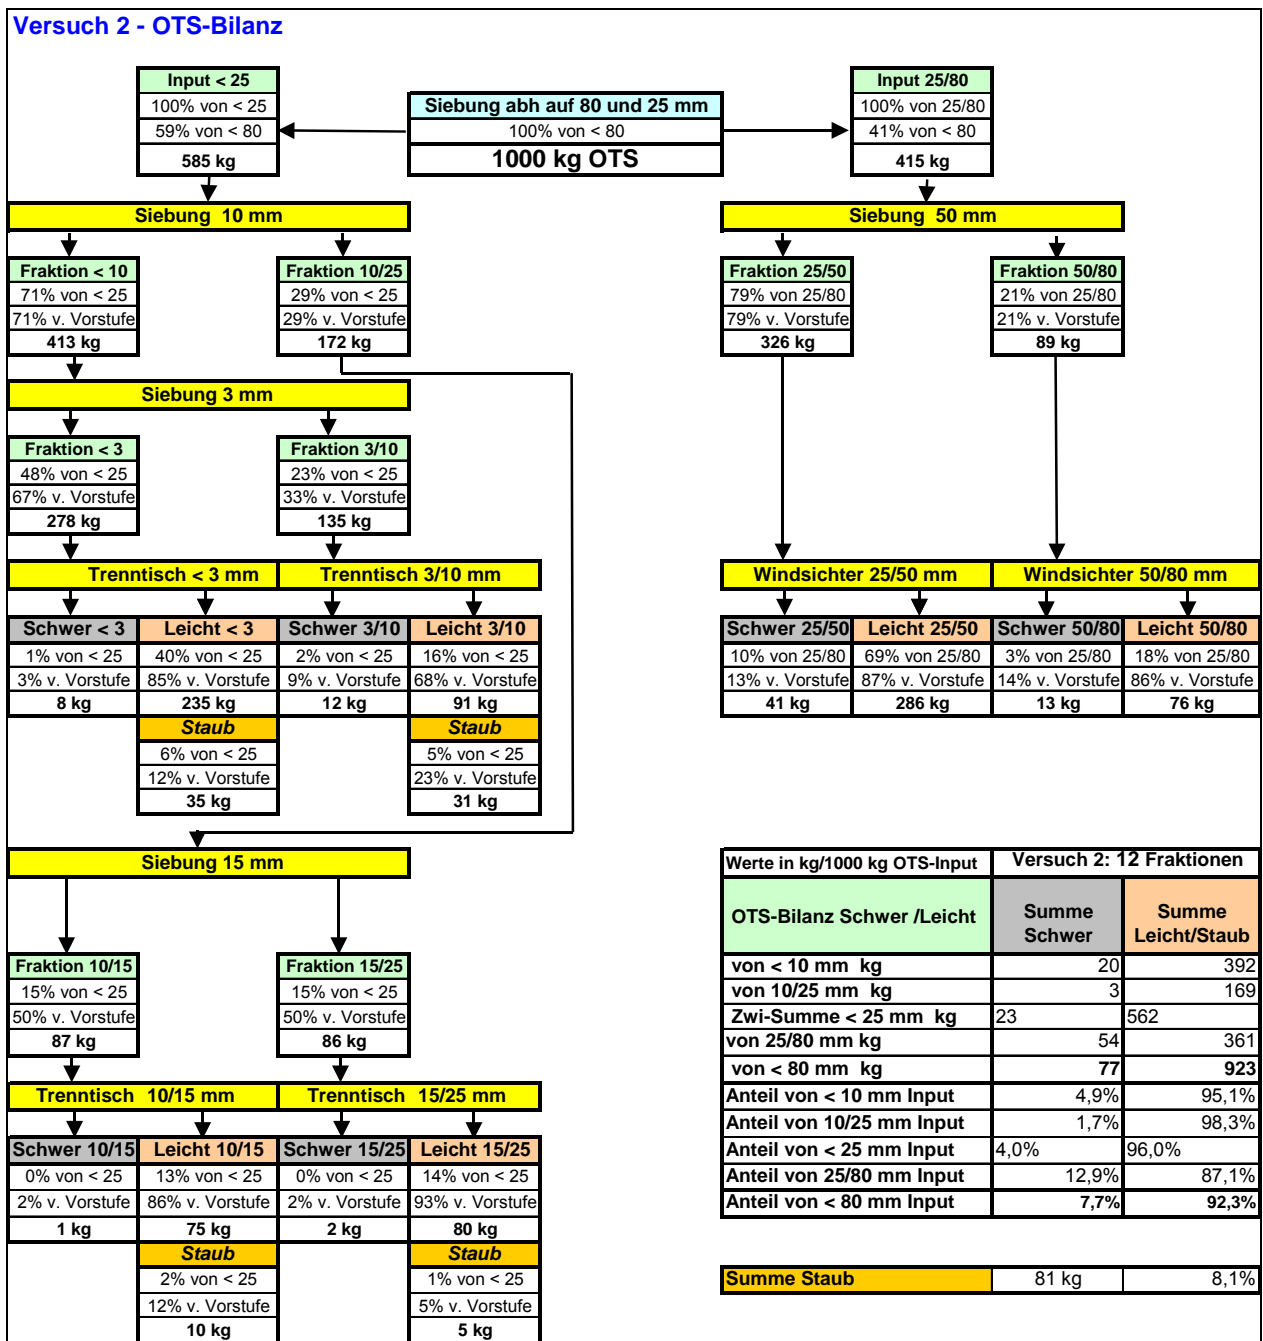 Versuch 2 - OTS-Bilanz
Input < 25
100% von < 25
59% von < 80
585 kg
Siebung abh auf 80 und 25 mm
100% von < 80
1000 kg OTS
Input 25/80
100% von 25/80
41% von < 80
415 kg
Siebung 10 mm
Siebung 50 mm
Fraktion < 10
71% von < 25
71% v. Vorstufe
413 kg
Fraktion 10/25
29% von < 25
29% v. Vorstufe
172 kg
Fraktion 25/50
79% von 25/80
79% v. Vorstufe
326 kg
Fraktion 50/80
21% von 25/80
21% v. Vorstufe
89 kg
Siebung 3 mm
Fraktion < 3
48% von < 25
67% v. Vorstufe
278 kg
Fraktion 3/10
23% von < 25
33% v. Vorstufe
135 kg
Trenntisch < 3 mm
Trenntisch 3/10 mm
Windsichter 25/50 mm
Windsichter 50/80 mm
Schwer < 3
1% von < 25
3% v. Vorstufe
8 kg
Leicht < 3
40% von < 25
85% v. Vorstufe
235 kg
Staub
6% von < 25
12% v. Vorstufe
35 kg
Schwer 3/10
2% von < 25
9% v. Vorstufe
12 kg
Leicht 3/10
16% von < 25
68% v. Vorstufe
91 kg
Staub
5% von < 25
23% v. Vorstufe
31 kg
Schwer 25/50
10% von 25/80
13% v. Vorstufe
41 kg
Leicht 25/50
69% von 25/80
87% v. Vorstufe
286 kg
Schwer 50/80
3% von 25/80
14% v. Vorstufe
13 kg
Leicht 50/80
18% von 25/80
86% v. Vorstufe
76 kg
Siebung 15 mm
Fraktion 10/15
15% von < 25
50% v. Vorstufe
87 kg
Fraktion 15/25
15% von < 25
50% v. Vorstufe
86 kg
Trenntisch 10/15 mm
Trenntisch 15/25 mm
Schwer 10/15
0% von < 25
2% v. Vorstufe
1 kg
Leicht 10/15
13% von < 25
86% v. Vorstufe
75 kg
Staub
2% von < 25
12% v. Vorstufe
10 kg
Schwer 15/25
0% von < 25
2% v. Vorstufe
2 kg
Leicht 15/25
14% von < 25
93% v. Vorstufe
80 kg
Staub
1% von < 25
5% v. Vorstufe
5 kg
Werte in kg/1000 kg OTS-Input Versuch 2: 12 Fraktionen
OTS-Bilanz Schwer /Leicht Summe Schwer Summe Leicht/Staub
von < 10 mm kg 20 392
von 10/25 mm kg 3 169
Zwi-Summe < 25 mm kg 23 562
von 25/80 mm kg 54 361
von < 80 mm kg 77 923
Anteil von < 10 mm Input 4,9% 95,1%
Anteil von 10/25 mm Input 1,7% 98,3%
Anteil von < 25 mm Input 4,0% 96,0%
Anteil von 25/80 mm Input 12,9% 87,1%
Anteil von < 80 mm Input 7,7% 92,3%
Summe Staub 81 kg 8,1%